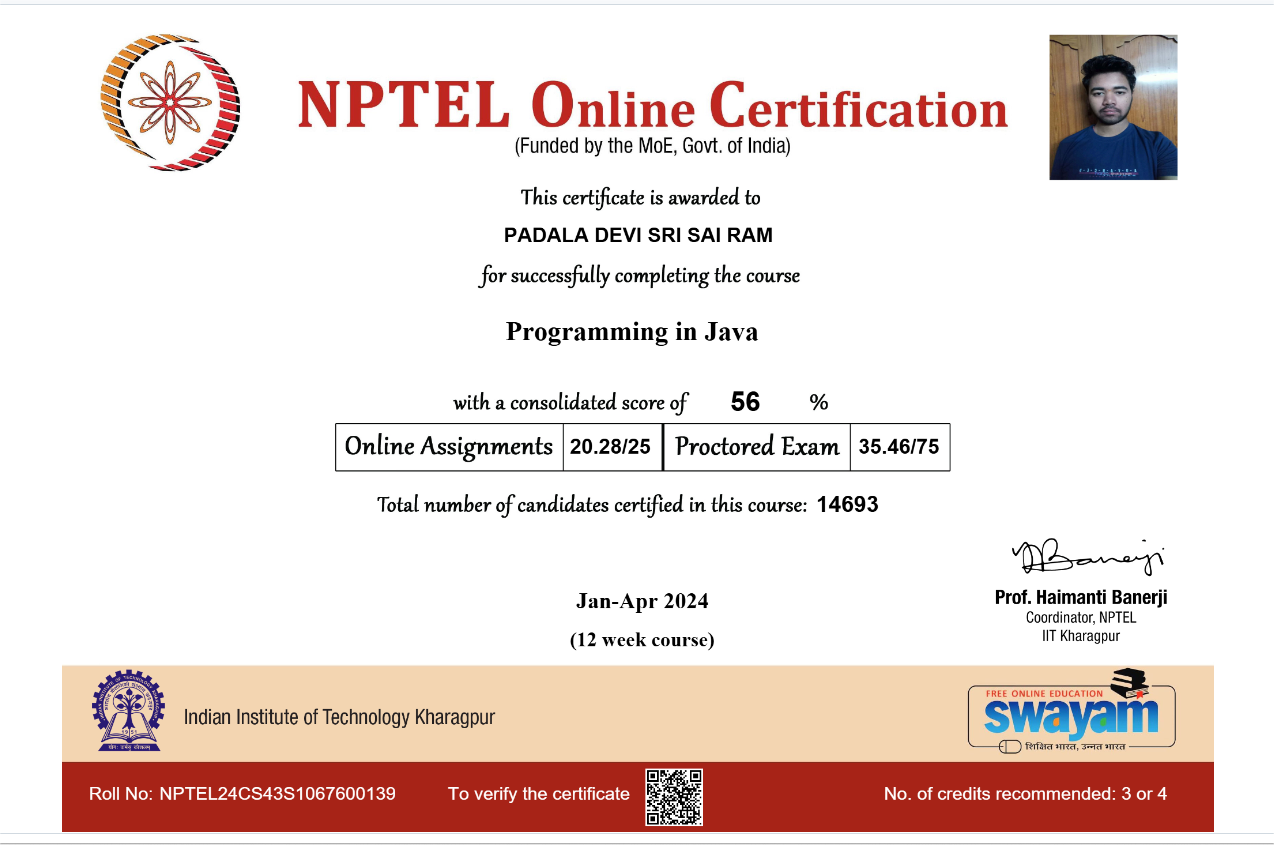 NPTEL Online Certification
(Funded by the MoE, Govt. of India)
This certificate is awarded to
PADALA DEVI SRI SAI RAM
for successfully completing the course
Programming in Java
with a consolidated score of 56 %
Online Assignments 20.28/25 Proctored Exam 35.46/75
Total number of candidates certified in this course: 14693
Jan-Apr 2024
(12 week course)
Prof. Haimanti Banerji
Coordinator, NPTEL
IIT Kharagpur
Indian Institute of Technology Kharagpur
FREE ONLINE EDUCATION
swayam
शिक्षित भारत, उन्नत भारत
Roll No: NPTEL24CS43S1067600139 To verify the certificate No. of credits recommended: 3 or 4